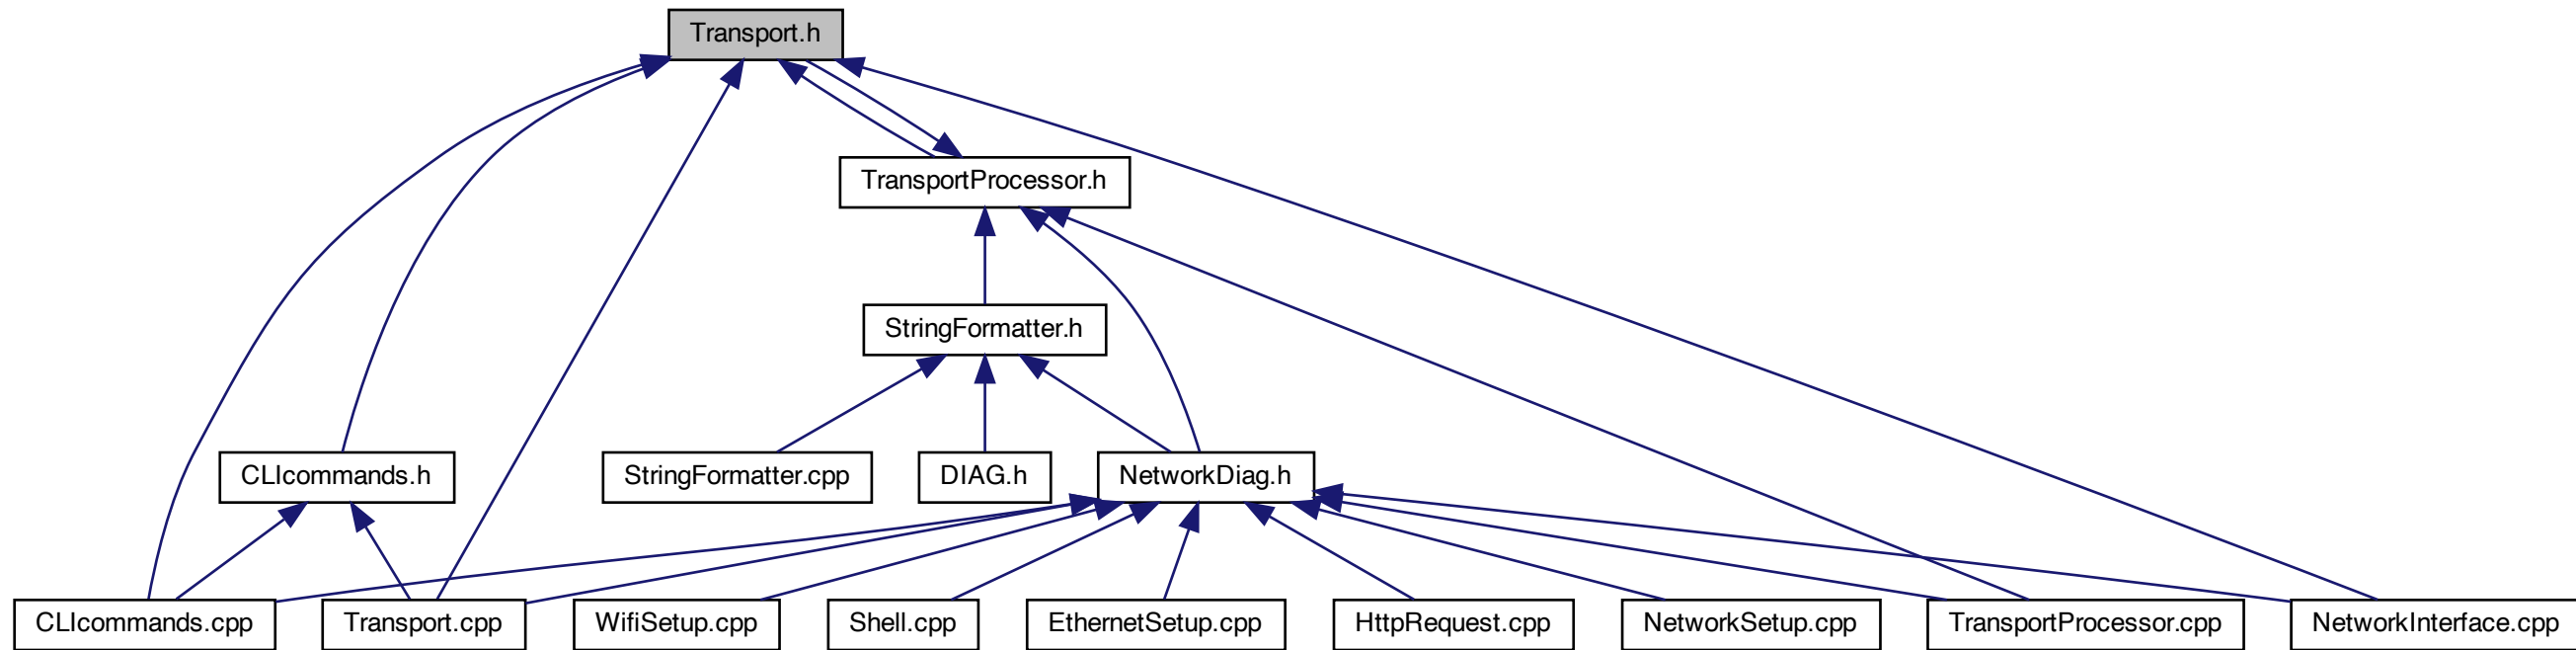 Transport.h
TransportProcessor.h
StringFormatter.h
CLIcommands.h
StringFormatter.cpp
DIAG.h
NetworkDiag.h
CLIcommands.cpp
Transport.cpp
WifiSetup.cpp
Shell.cpp
EthernetSetup.cpp
HttpRequest.cpp
NetworkSetup.cpp
TransportProcessor.cpp
NetworkInterface.cpp